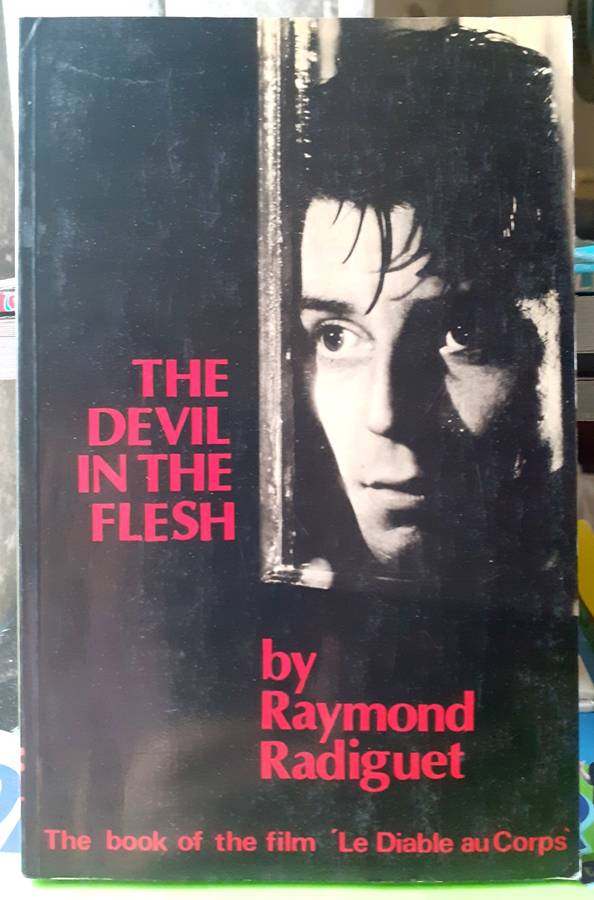 THE
DEVIL
IN THE
FLESH
by
Raymond
Radiguet
The book of the film ´Le Diable au Corps`